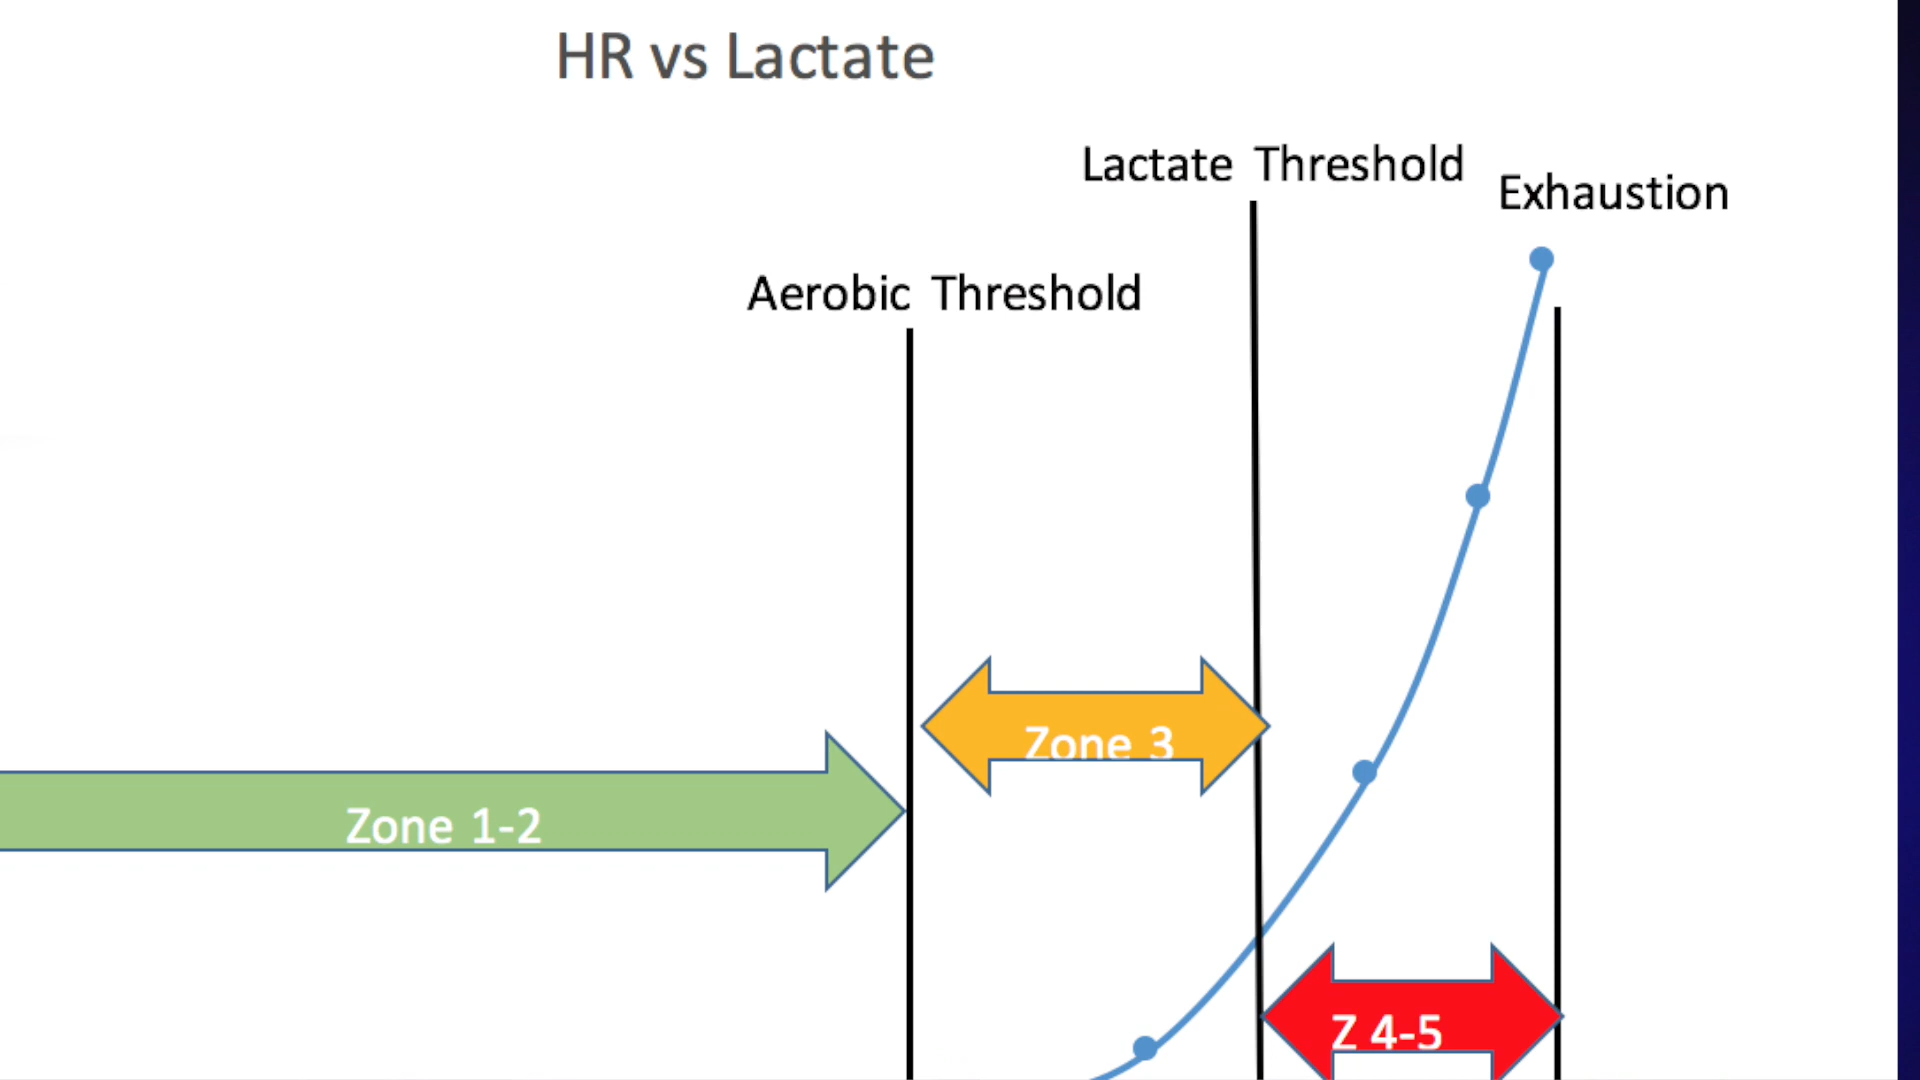 HR vs Lactate
Lactate Threshold
Exhaustion
Aerobic Threshold
Zone 3
Zone 1-2
Z 4-5